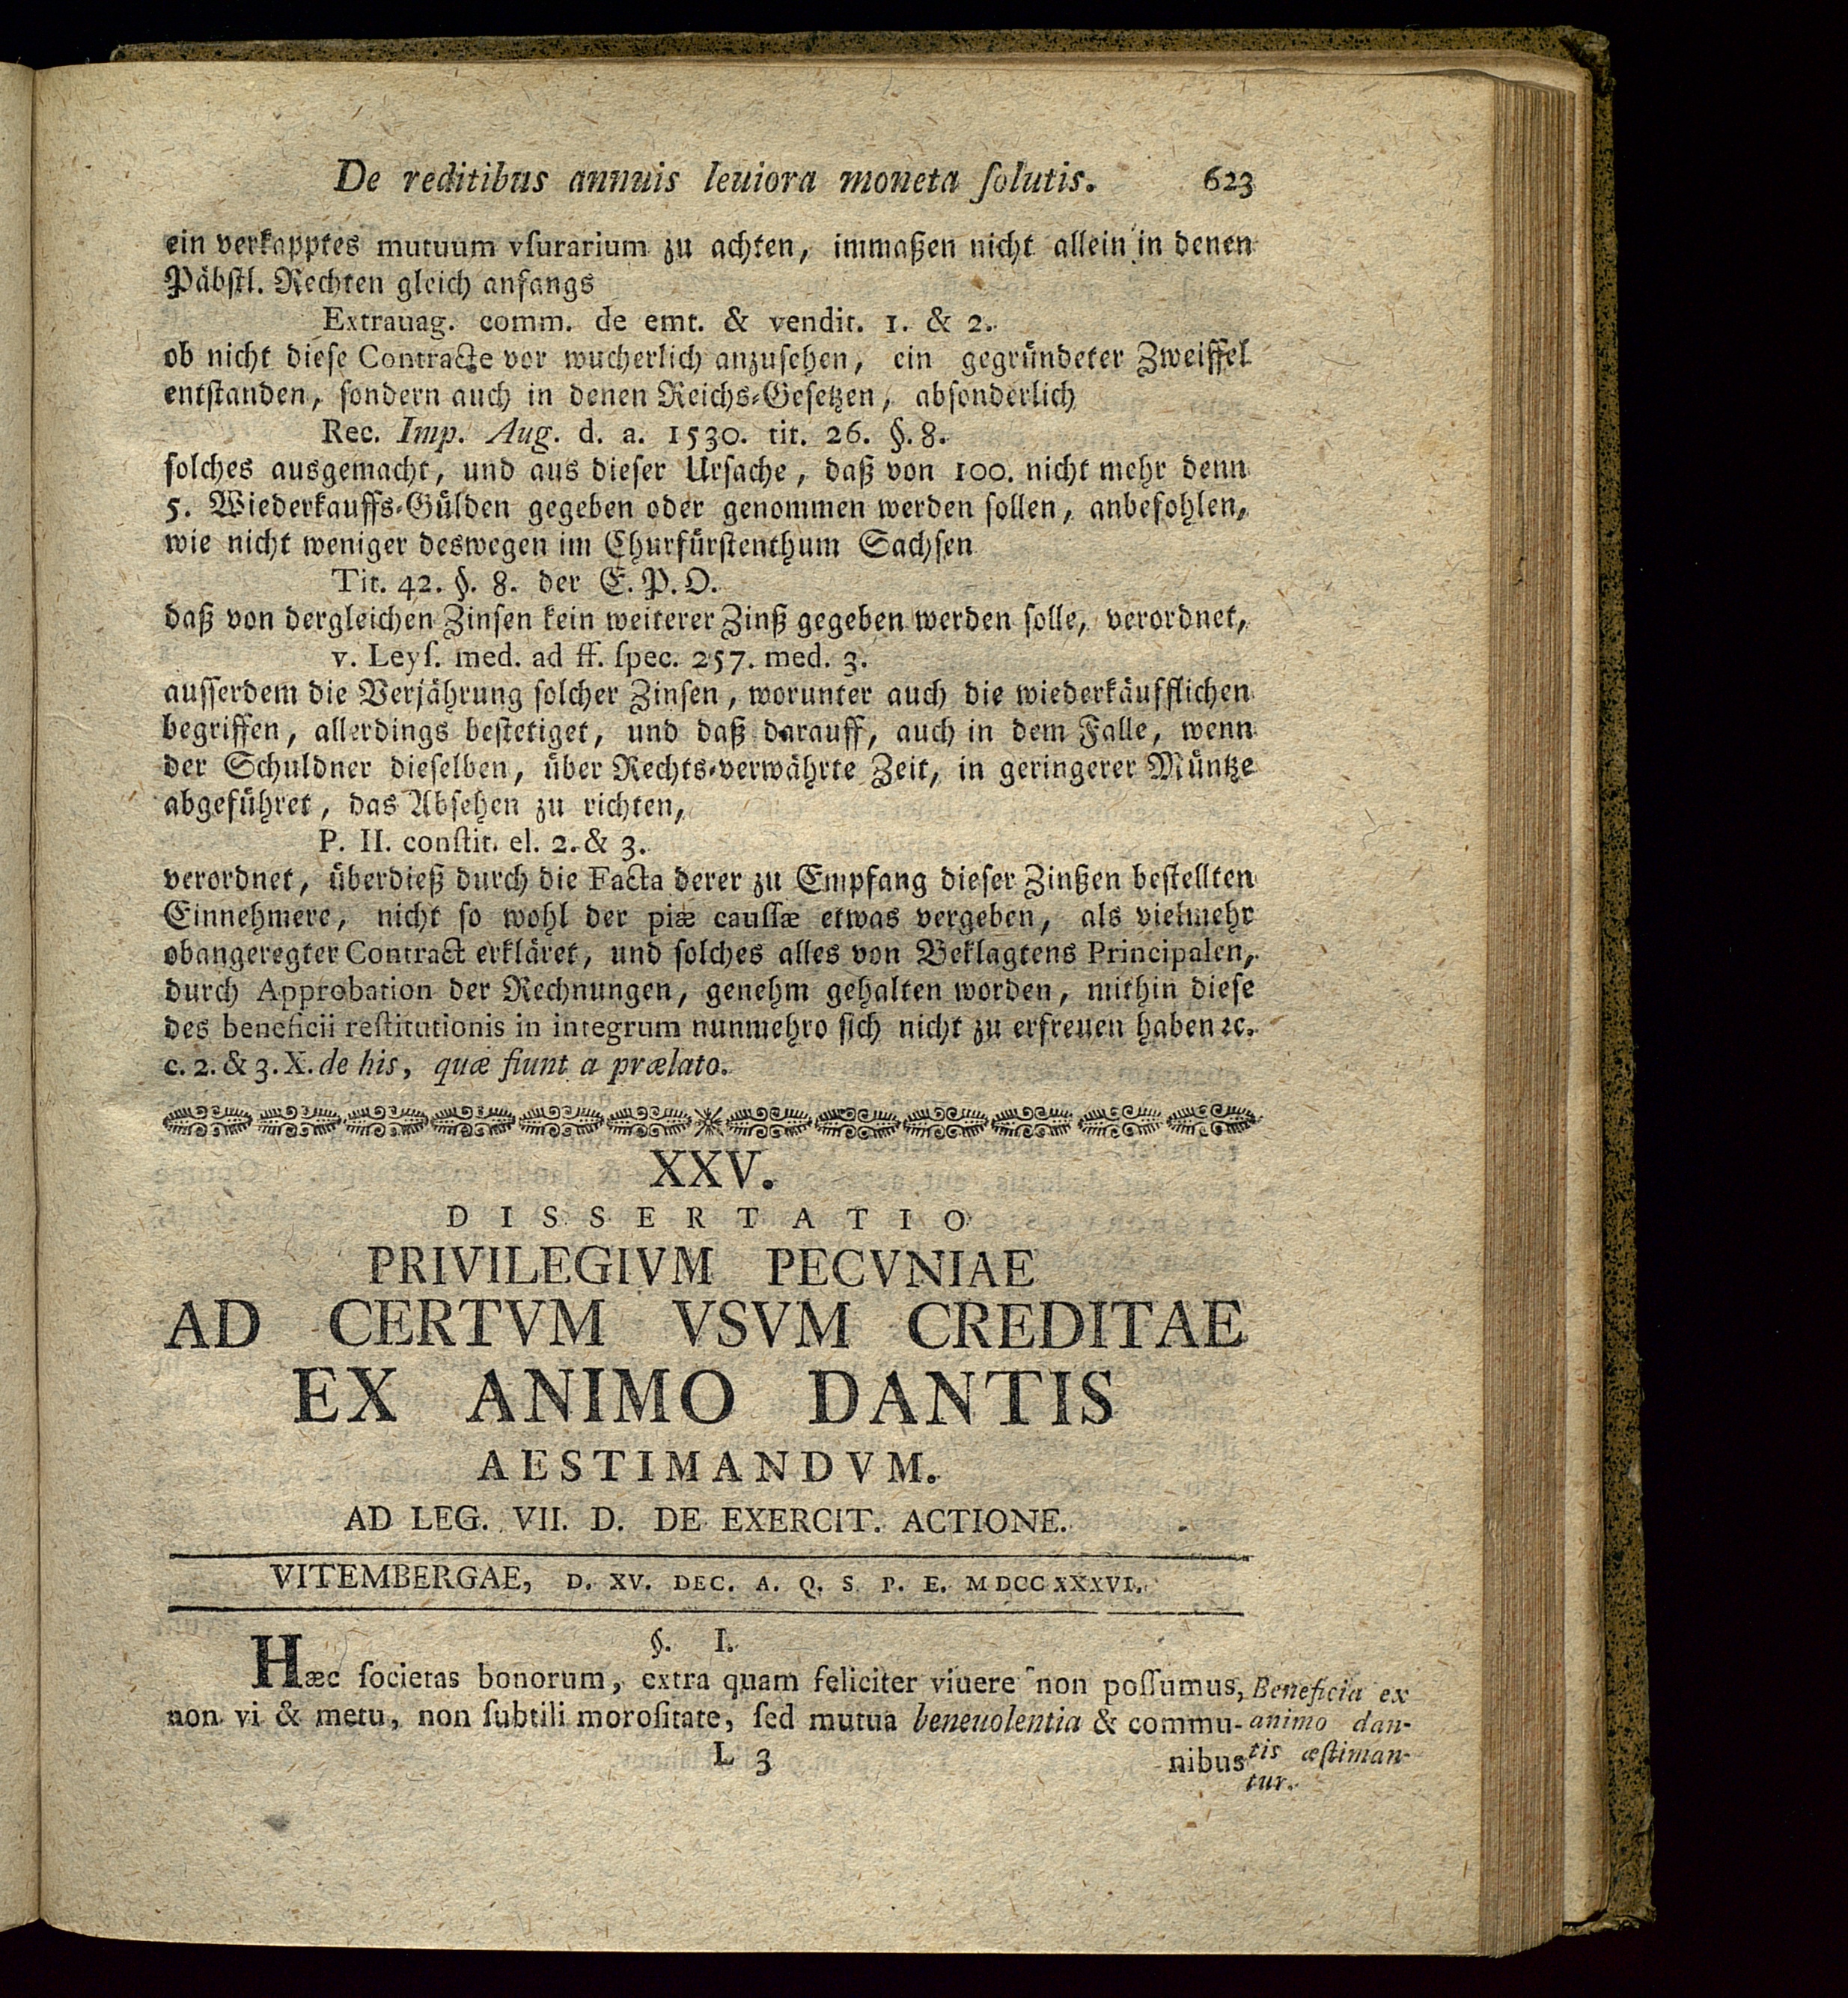 De reditibus annuis leuiora moneta ſolutis. 623
ein verkapptes mutuum vſurarium zu achten, immaßen nicht allein in denen
Päbſtl. Rechten gleich anfangs
Extrauag. comm. de emt. & vendit. 1. & 2.
ob nicht dieſe Contracte vor wucherlich anzuſehen, ein gegründeter Zweiffel
entſtanden, ſondern auch in denen Reichs-Geſetzen, abſonderlich
Rec. Imp. Aug. d. a. 1530. tit. 26. §. 8.
ſolches ausgemacht, und aus dieſer Urſache, daß von 100. nicht mehr denn
5. Wiederkauffs-Gülden gegeben oder genommen werden ſollen, anbefohlen,
wie nicht weniger deswegen im Churfürſtenthum Sachſen
Tit. 42. §. 8. der E. P. O.
daß von dergleichen Zinſen kein weiterer Zinß gegeben werden ſolle, verordnet,
v. Leyſ. med. ad ff. ſpec. 257. med. 3.
auſſerdem die Verjährung ſolcher Zinſen, worunter auch die wiederkäufflichen
begriffen, allerdings beſtetiget, und daß darauff, auch in dem Falle, wenn
der Schuldner dieſelben, über Rechts-verwährte Zeit, in geringerer Müntze
abgeführet, das Abſehen zu richten,
P. II. conſtit. el. 2. & 3.
verordnet, überdieß durch die Facta derer zu Empfang dieſer Zinßen beſtellten
Einnehmere, nicht ſo wohl der piæ cauſſæ etwas vergeben, als vielmehr
obangeregter Contract erkläret, und ſolches alles von Beklagtens Principalen,
durch Approbation der Rechnungen, genehm gehalten worden, mithin dieſe
des beneficii reſtitutionis in integrum nunmehro ſich nicht zu erfreuen haben ꝛc.
c. 2. & 3. X. de his, quæ fiunt a prælato.
XXV.
DISSERTATIO
PRIVILEGIVM PECVNIAE
AD CERTVM VSVM CREDITAE
EX ANIMO DANTIS
AESTIMANDVM.
AD LEG. VII. D. DE EXERCIT. ACTIONE.
VITEMBERGAE, D. XV. DEC. A. Q. S. P. E. MDCCXXXVI.
§. I.
Hæc ſocietas bonorum, extra quam feliciter viuere non poſſumus,
non vi & metu, non ſubtili moroſitate, ſed mutua beneuolentia & commu-
Beneficia ex
animo dan-
tis æſtiman-
tur.
L 3 nibus